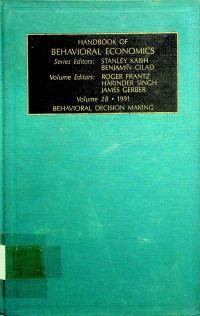 HANDBOOK OF
BEHAVIORAL ECONOMICS
Series Editors: STANLEY KAISH
BENJAMIN GILAD
Volume Editors: ROGER FRANTZ
HARINDER SINGH
JAMES GERBER
Volume 2B • 1991
BEHAVIORAL DECISION MAKING